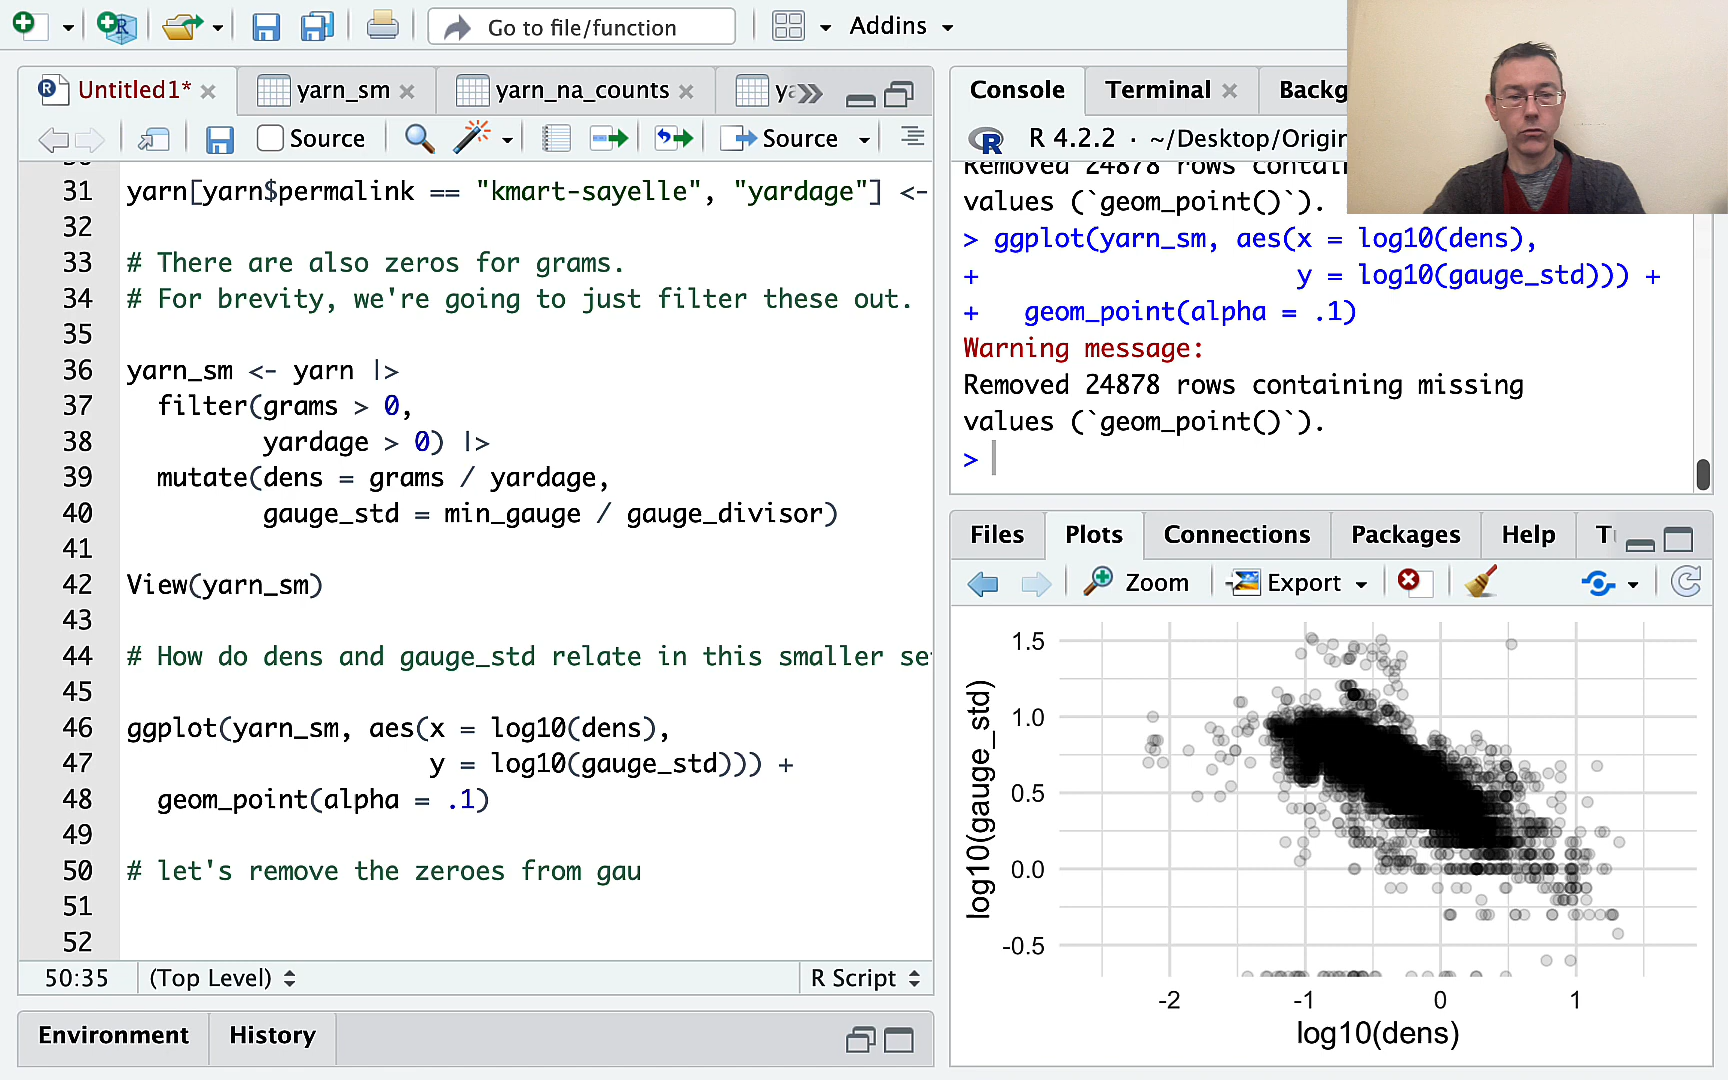 Go to file/function
Addins
Untitled1*
yarn_sm
yarn_na_counts
Source
Source
31 yarn[yarn$permalink == "kmart-sayelle", "yardage"] <-
32
33 # There are also zeros for grams.
34 # For brevity, we're going to just filter these out.
35
36 yarn_sm <- yarn |>
37 filter(grams > 0,
38 yardage > 0) |>
39 mutate(dens = grams / yardage,
40 gauge_std = min_gauge / gauge_divisor)
41
42 View(yarn_sm)
43
44 # How do dens and gauge_std relate in this smaller se
45
46 ggplot(yarn_sm, aes(x = log10(dens),
47 y = log10(gauge_std))) +
48 geom_point(alpha = .1)
49
50 # let's remove the zeroes from gau
51
52
50:35
(Top Level)
R Script
Environment
History
Console
Terminal
Backg
R 4.2.2 · ~/Desktop/Origin
Removed 24878 rows contai
values (`geom_point()`).
> ggplot(yarn_sm, aes(x = log10(dens),
+ y = log10(gauge_std))) +
+ geom_point(alpha = .1)
Warning message:
Removed 24878 rows containing missing
values (`geom_point()`).
>
Files
Plots
Connections
Packages
Help
Zoom
Export
log10(gauge_std)
1.5
1.0
0.5
0.0
-0.5
-2
-1
0
1
log10(dens)